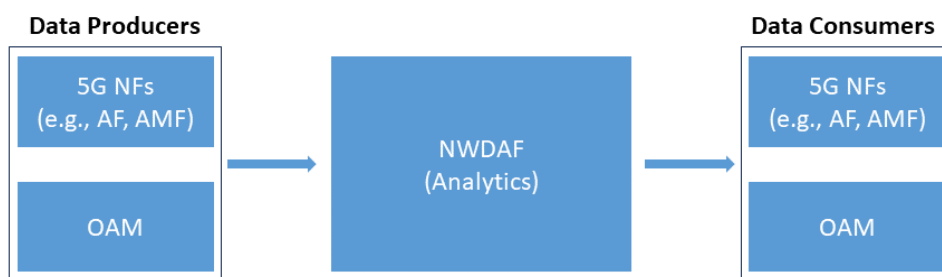 Data Producers
5G NFs
(e.g., AF, AMF)
OAM
NWDAF
(Analytics)
Data Consumers
5G NFs
(e.g., AF, AMF)
OAM